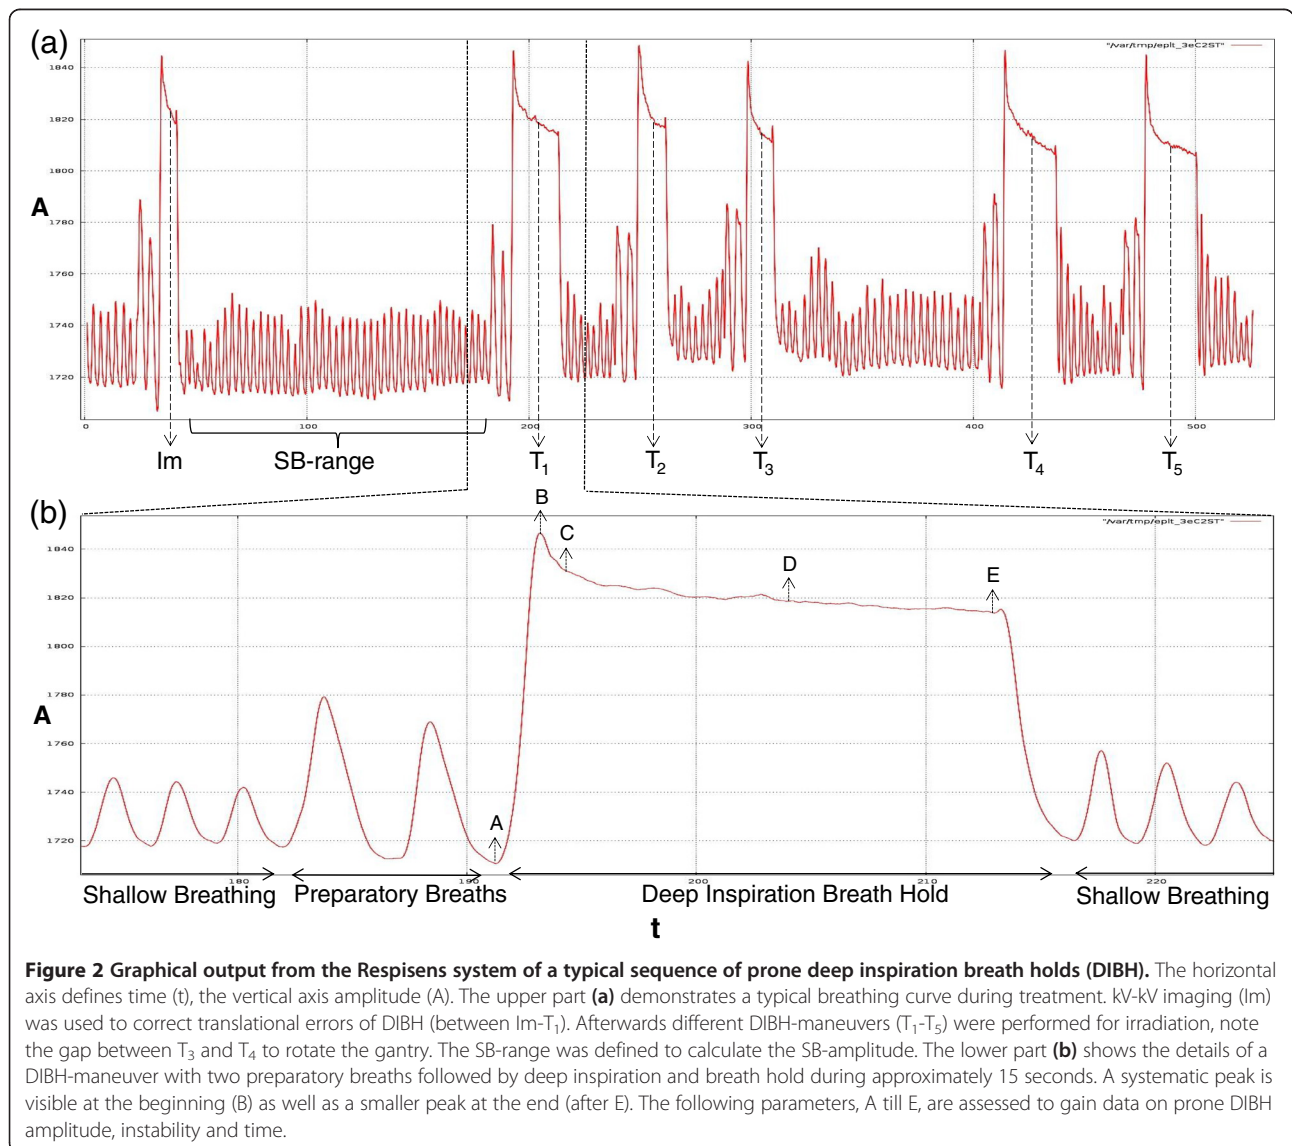 (a)
"/var/tmp/eplt_3eC2ST"
1840
1820
1800
A
1780
1760
1740
1720
0 100 200 300 400 500
Im SB-range T1 T2 T3 T4 T5
(b)
"/var/tmp/eplt_3eC2ST"
B
C
D
E
1840
1820
1800
1780
A
1760
1740
1720
A
180 190 200 210 220
Shallow Breathing Preparatory Breaths Deep Inspiration Breath Hold Shallow Breathing
t
Figure 2 Graphical output from the Respisens system of a typical sequence of prone deep inspiration breath holds (DIBH). The horizontal
axis defines time (t), the vertical axis amplitude (A). The upper part (a) demonstrates a typical breathing curve during treatment. kV-kV imaging (Im)
was used to correct translational errors of DIBH (between Im-T1). Afterwards different DIBH-maneuvers (T1-T5) were performed for irradiation, note
the gap between T3 and T4 to rotate the gantry. The SB-range was defined to calculate the SB-amplitude. The lower part (b) shows the details of a
DIBH-maneuver with two preparatory breaths followed by deep inspiration and breath hold during approximately 15 seconds. A systematic peak is
visible at the beginning (B) as well as a smaller peak at the end (after E). The following parameters, A till E, are assessed to gain data on prone DIBH
amplitude, instability and time.